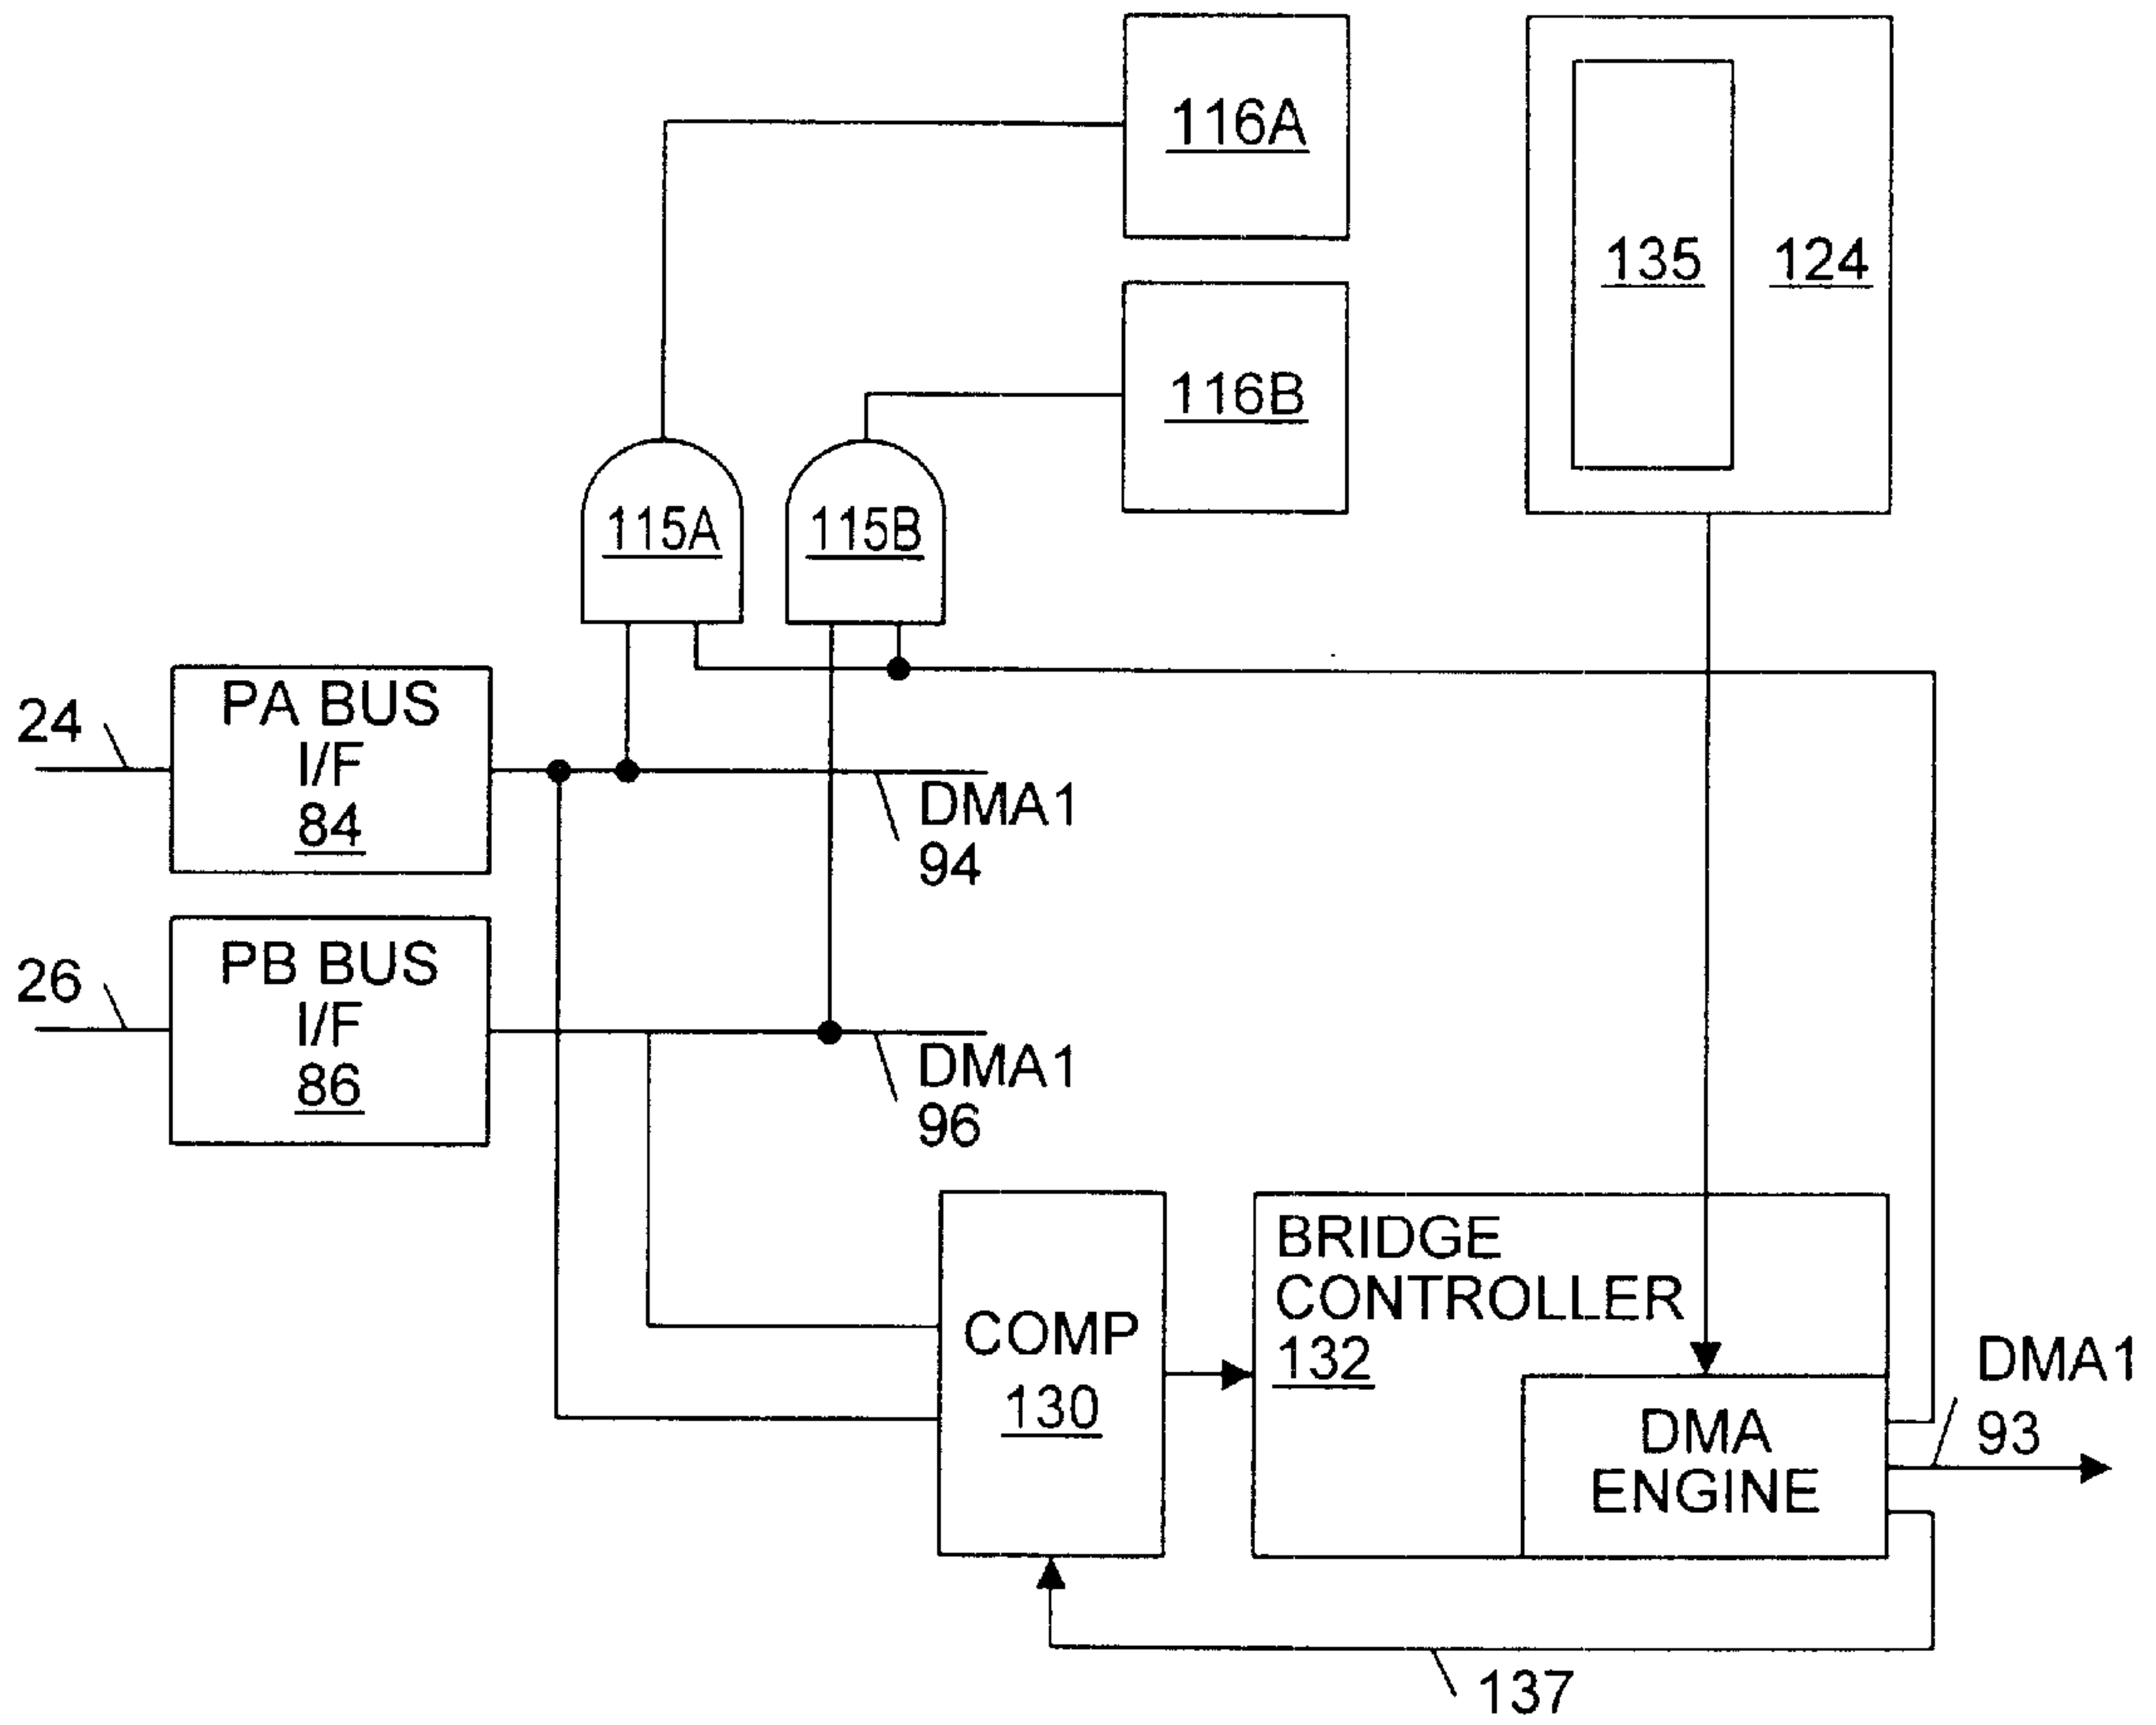 116A
135
124
116B
115A
115B
24
PA BUS
I/F
84
DMA1
94
26
PB BUS
I/F
86
DMA1
96
BRIDGE
CONTROLLER
132
COMP
130
DMA
ENGINE
DMA1
93
137